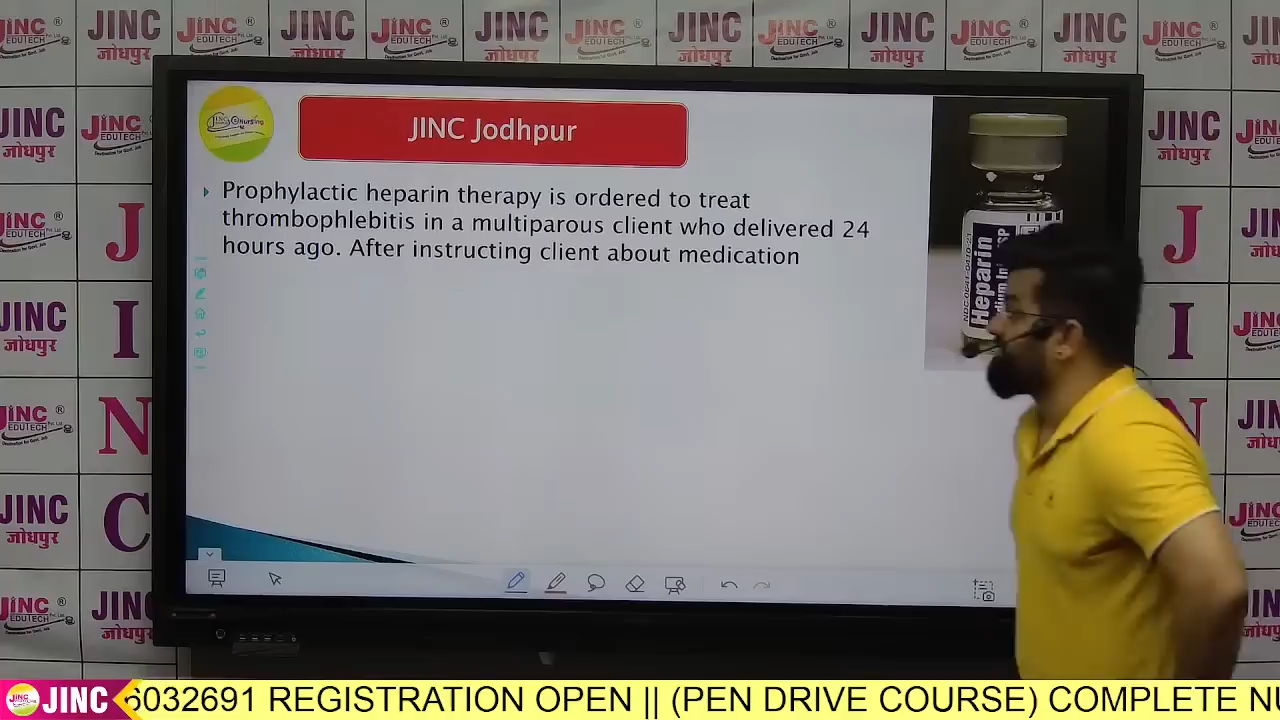 JINC Jodhpur
Prophylactic heparin therapy is ordered to treat
thrombophlebitis in a multiparous client who delivered 24
hours ago. After instructing client about medication
Heparin
JINC
जोधपुर
JINC
EDUTECH
J
I
N
C
JINC 6032691 REGISTRATION OPEN || (PEN DRIVE COURSE) COMPLETE